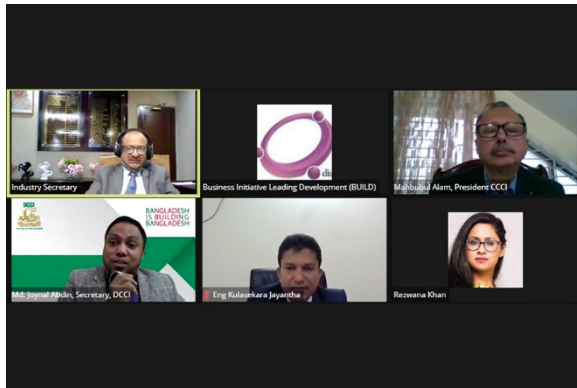 Industry Secretary
Business Initiative Leading Development (BUILD)
Mahbubul Alam, President CCCI
DCCI
BANGLADESH
IS BUILDING
BANGLADESH
Md. Joynal Abdin, Secretary, DCCI
Eng Kulasekara Jayantha
Rezwana Khan